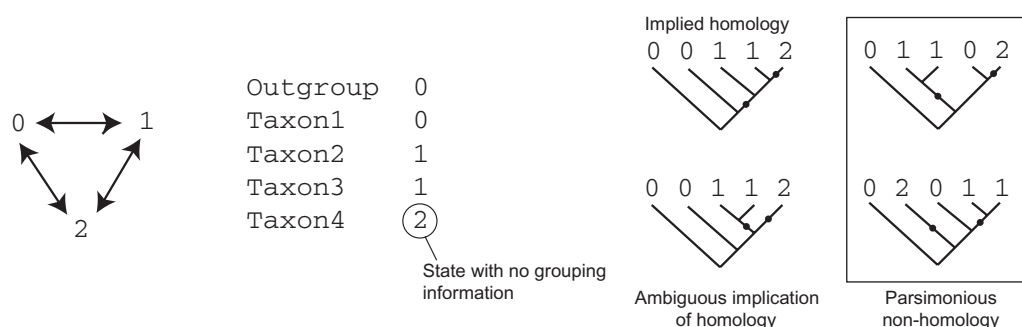 0 1
2
Outgroup 0
Taxon1 0
Taxon2 1
Taxon3 1
Taxon4 2
State with no grouping
information
Implied homology
0 0 1 1 2
0 0 1 1 2
Ambiguous implication
of homology
0 1 1 0 2
0 2 0 1 1
Parsimonious
non-homology